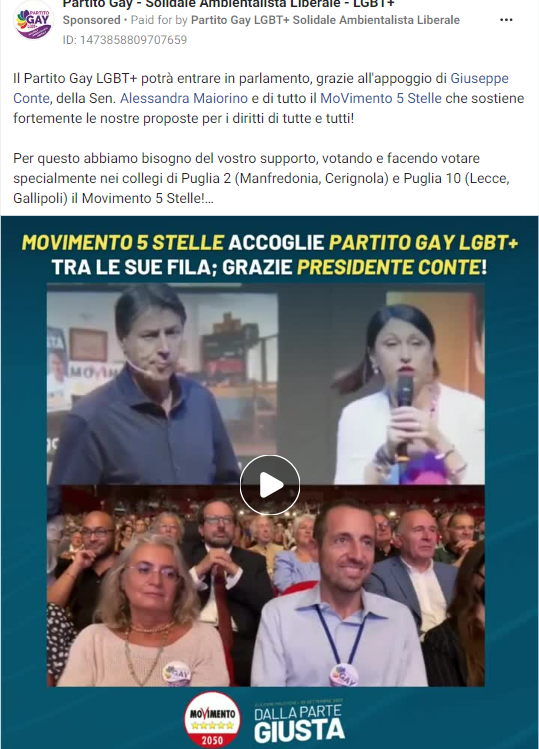 Partito Gay - Solidale Ambientalista Liberale - LGBT+
Sponsored • Paid for by Partito Gay LGBT+ Solidale Ambientalista Liberale
ID: 1473858809707659
Il Partito Gay LGBT+ potrà entrare in parlamento, grazie all'appoggio di Giuseppe
Conte, della Sen. Alessandra Maiorino e di tutto il MoVimento 5 Stelle che sostiene
fortemente le nostre proposte per i diritti di tutte e tutti!
Per questo abbiamo bisogno del vostro supporto, votando e facendo votare
specialmente nei collegi di Puglia 2 (Manfredonia, Cerignola) e Puglia 10 (Lecce,
Gallipoli) il Movimento 5 Stelle!...
MOVIMENTO 5 STELLE ACCOGLIE PARTITO GAY LGBT+
TRA LE SUE FILA; GRAZIE PRESIDENTE CONTE!
MOVIMENTO
2050
DALLA PARTE
GIUSTA